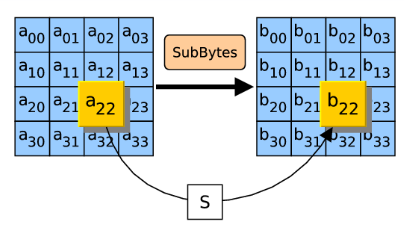 a00 a01 a02 a03
a10 a11 a12 a13
a20 a21 a22 23
a30 a31 a32 a33
SubBytes
b00 b01 b02 b03
b10 b11 b12 b13
b20 b21 b22 23
b30 b31 b32 b33
S